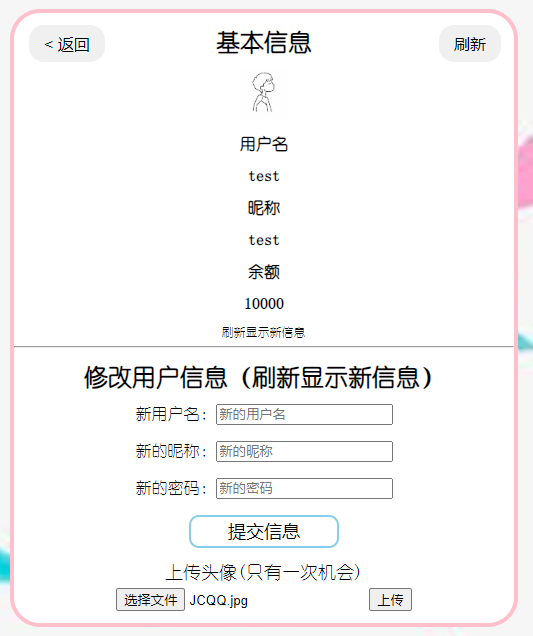 < 返回 基本信息 刷新
用户名
test
昵称
test
余额
10000
刷新显示新信息
修改用户信息（刷新显示新信息）
新用户名： 新的用户名
新的昵称： 新的昵称
新的密码： 新的密码
提交信息
上传头像(只有一次机会)
选择文件 JCQQ.jpg 上传